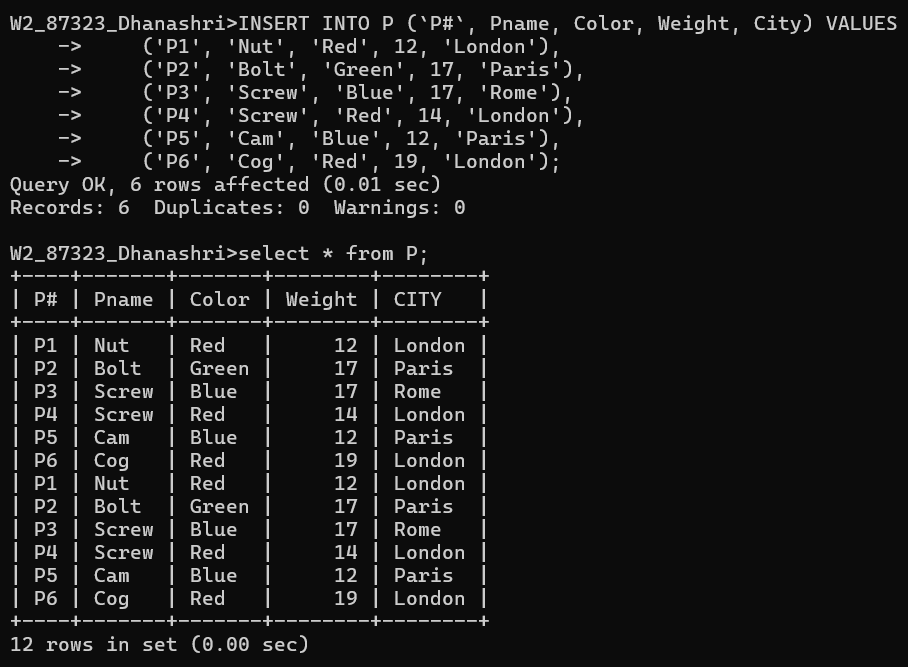 W2_87323_Dhanashri>INSERT INTO P (`P#`, Pname, Color, Weight, City) VALUES
    ->     ('P1', 'Nut', 'Red', 12, 'London'),
    ->     ('P2', 'Bolt', 'Green', 17, 'Paris'),
    ->     ('P3', 'Screw', 'Blue', 17, 'Rome'),
    ->     ('P4', 'Screw', 'Red', 14, 'London'),
    ->     ('P5', 'Cam', 'Blue', 12, 'Paris'),
    ->     ('P6', 'Cog', 'Red', 19, 'London');
Query OK, 6 rows affected (0.01 sec)
Records: 6  Duplicates: 0  Warnings: 0

W2_87323_Dhanashri>select * from P;
+----+-------+-------+--------+--------+
| P# | Pname | Color | Weight | CITY   |
+----+-------+-------+--------+--------+
| P1 | Nut   | Red   |     12 | London |
| P2 | Bolt  | Green |     17 | Paris  |
| P3 | Screw | Blue  |     17 | Rome   |
| P4 | Screw | Red   |     14 | London |
| P5 | Cam   | Blue  |     12 | Paris  |
| P6 | Cog   | Red   |     19 | London |
| P1 | Nut   | Red   |     12 | London |
| P2 | Bolt  | Green |     17 | Paris  |
| P3 | Screw | Blue  |     17 | Rome   |
| P4 | Screw | Red   |     14 | London |
| P5 | Cam   | Blue  |     12 | Paris  |
| P6 | Cog   | Red   |     19 | London |
+----+-------+-------+--------+--------+
12 rows in set (0.00 sec)